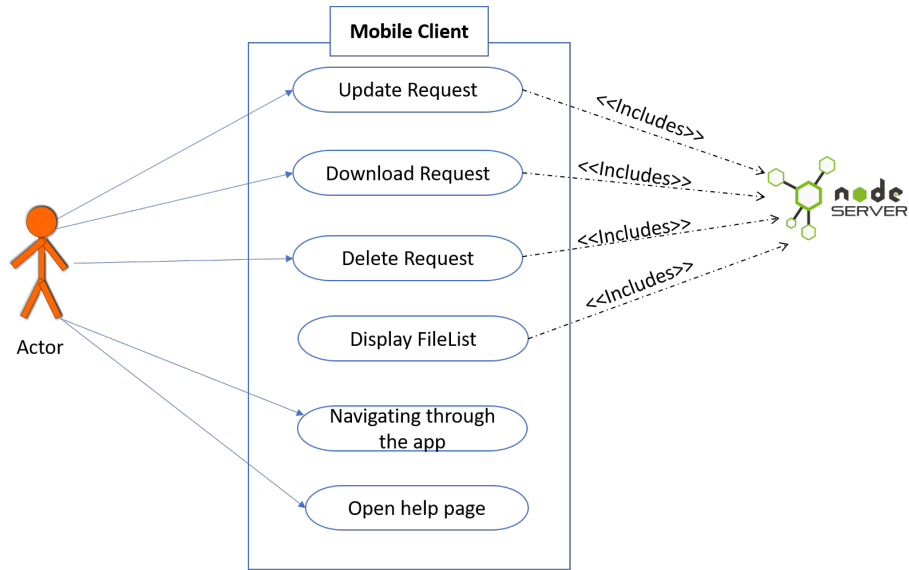 Mobile Client
Update Request
<<Includes>>
Download Request
<<Includes>>
node
SERVER
Delete Request
<<Includes>>
<<Includes>>
Display FileList
Actor
Navigating through
the app
Open help page